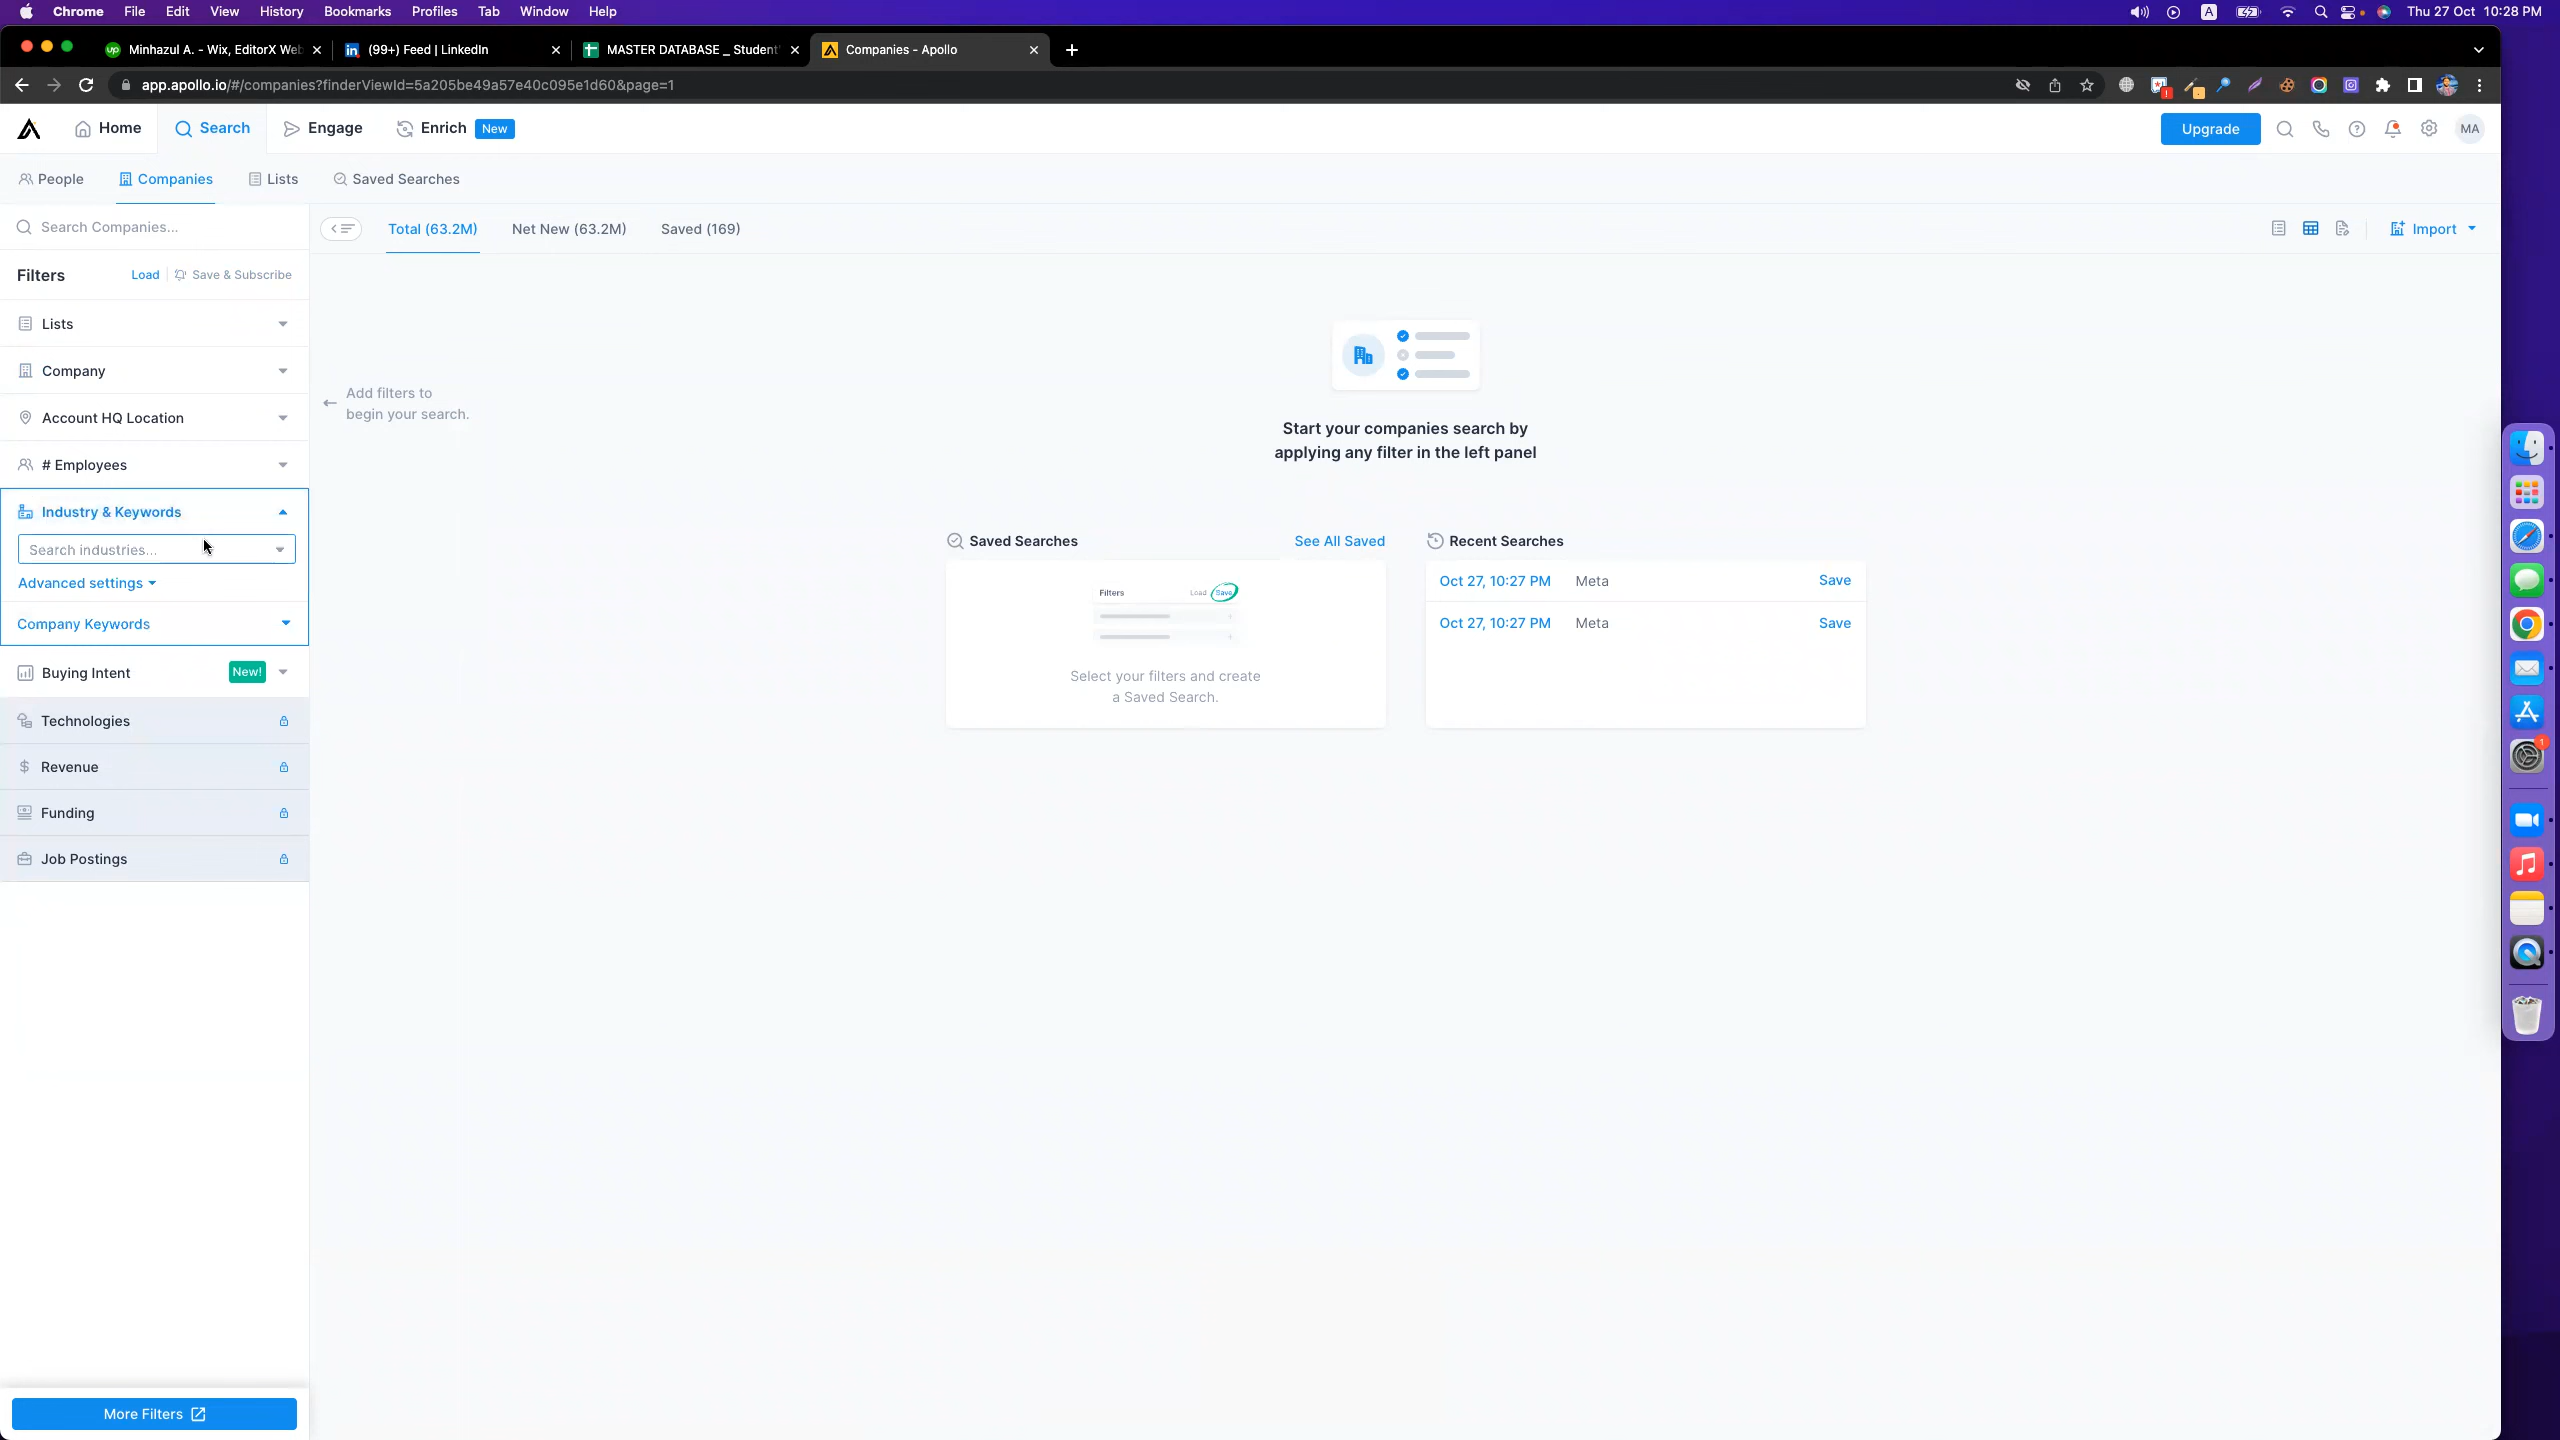 Chrome File Edit View History Bookmarks Profiles Tab Window Help
A
Thu 27 Oct 10:28 PM
up Minhazul A. - Wix, EditorX Web
in (99+) Feed | LinkedIn
MASTER DATABASE _ Student'
Companies - Apollo
app.apollo.io/#/companies?finderViewId=5a205be49a57e40c095e1d60&page=1
Home
Search
Engage
Enrich New
Upgrade
MA
People
Companies
Lists
Saved Searches
Search Companies...
Total (63.2M)
Net New (63.2M)
Saved (169)
Import
Filters
Load
Save & Subscribe
Lists
Company
Account HQ Location
# Employees
Industry & Keywords
Search industries...
Advanced settings
Company Keywords
Buying Intent New!
Technologies
Revenue
Funding
Job Postings
More Filters
Add filters to
begin your search.
Start your companies search by
applying any filter in the left panel
Saved Searches
See All Saved
Filters Load Save
Select your filters and create
a Saved Search.
Recent Searches
Oct 27, 10:27 PM Meta Save
Oct 27, 10:27 PM Meta Save
1